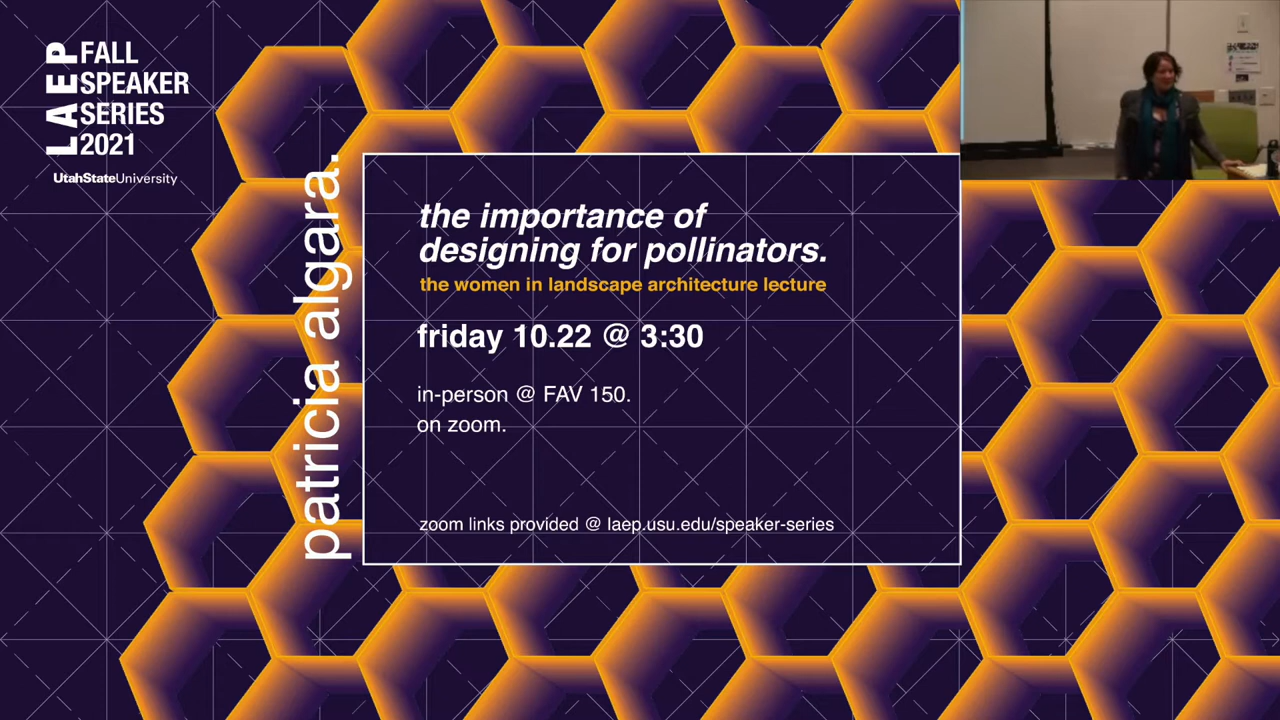 LAEP
FALL
SPEAKER
SERIES
2021
UtahStateUniversity
patricia algara.
the importance of
designing for pollinators.
the women in landscape architecture lecture
friday 10.22 @ 3:30
in-person @ FAV 150.
on zoom.
zoom links provided @ laep.usu.edu/speaker-series